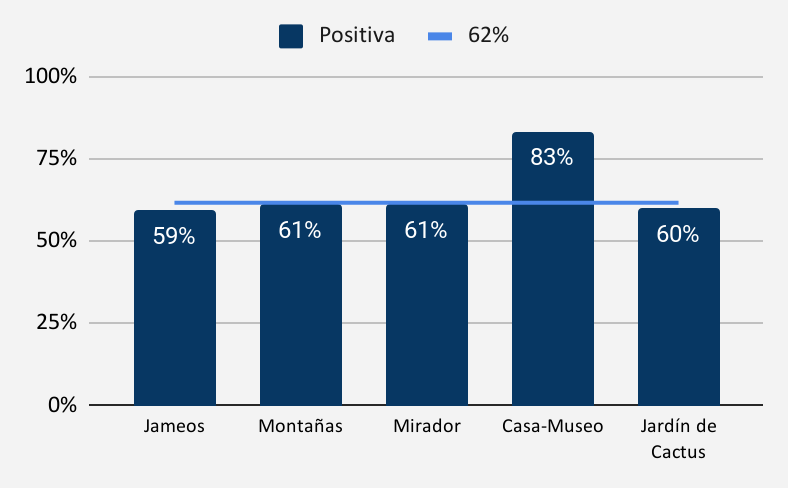 Positiva 62%
100%
75%
50%
25%
0%
59% 61% 61% 83% 60%
Jameos Montañas Mirador Casa-Museo Jardín de
Cactus